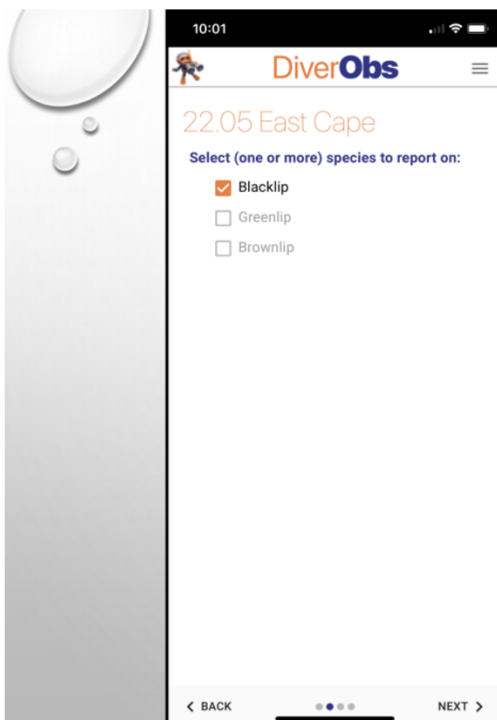 10:01
DiverObs
22.05 East Cape
Select (one or more) species to report on:
Blacklip
Greenlip
Brownlip
BACK
NEXT